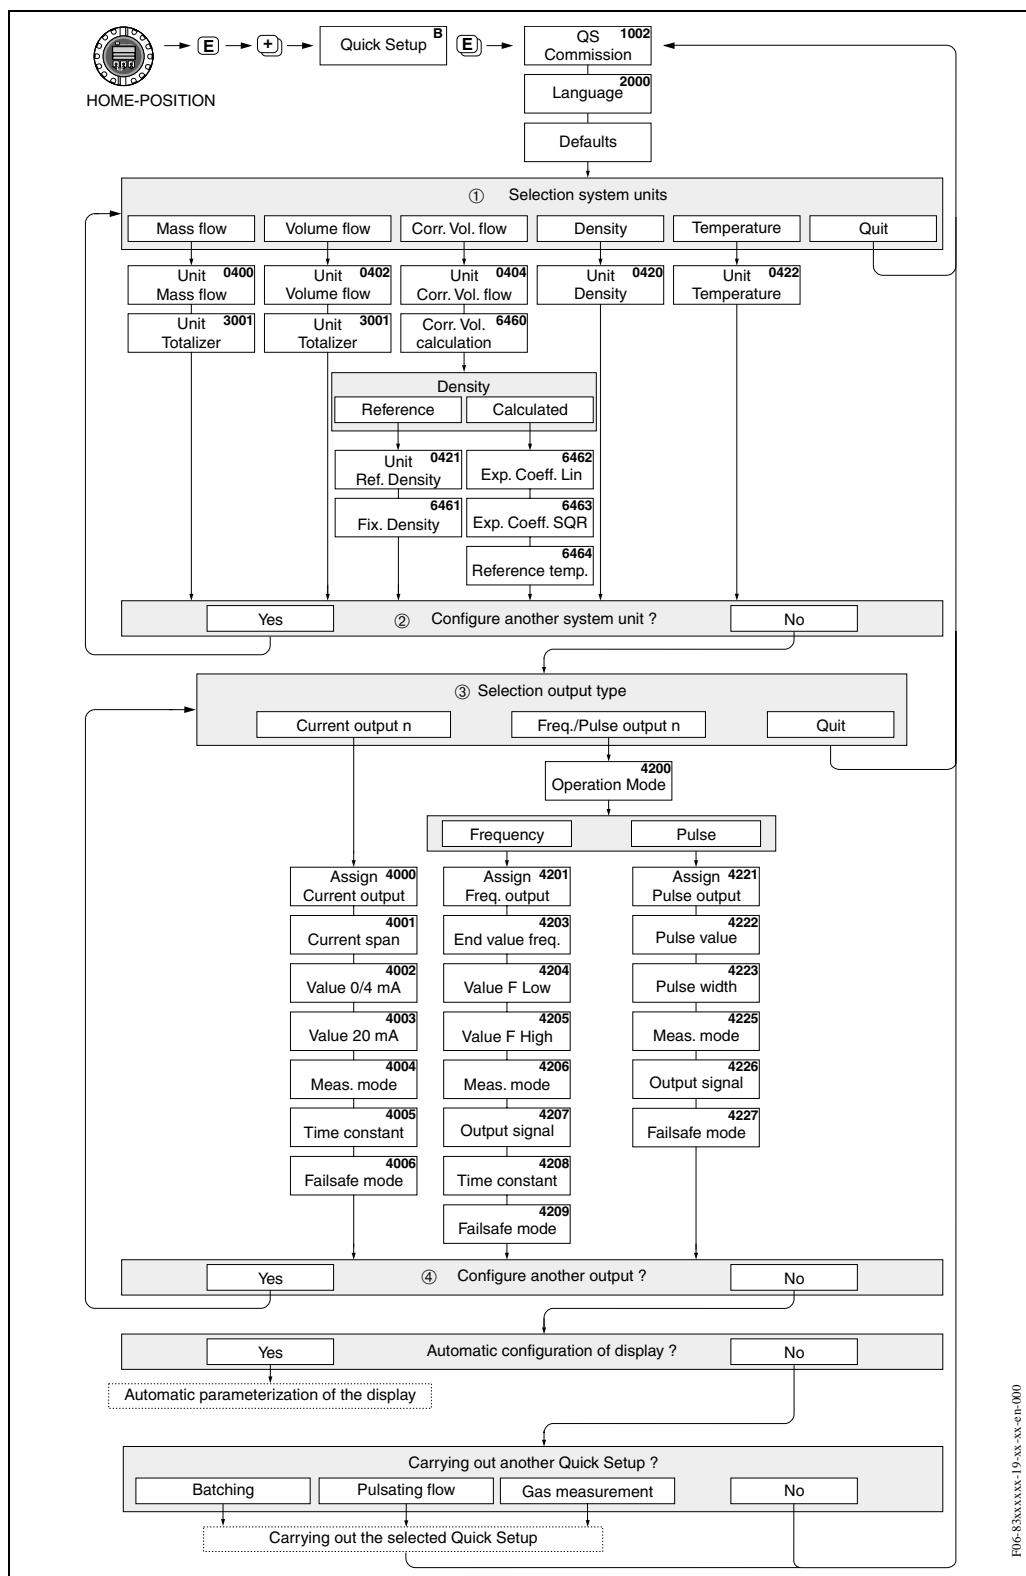 HOME-POSITION
E
+
Quick Setup B
E
QS 1002
Commission
Language 2000
Defaults
① Selection system units
Mass flow
Volume flow
Corr. Vol. flow
Density
Temperature
Quit
Unit 0400
Mass flow
Unit 0402
Volume flow
Unit 0404
Corr. Vol. flow
Unit 0420
Density
Unit 0422
Temperature
Unit 3001
Totalizer
Unit 3001
Totalizer
Corr. Vol. 6460
calculation
Density
Reference
Calculated
Unit 0421
Ref. Density
6462
Exp. Coeff. Lin
6461
Fix. Density
6463
Exp. Coeff. SQR
6464
Reference temp.
Yes
② Configure another system unit ?
No
③ Selection output type
Current output n
Freq./Pulse output n
Quit
4200
Operation Mode
Frequency
Pulse
Assign 4000
Current output
Assign 4201
Freq. output
Assign 4221
Pulse output
4001
Current span
4203
End value freq.
4222
Pulse value
4002
Value 0/4 mA
4204
Value F Low
4223
Pulse width
4003
Value 20 mA
4205
Value F High
4225
Meas. mode
4004
Meas. mode
4206
Meas. mode
4226
Output signal
4005
Time constant
4207
Output signal
4227
Failsafe mode
4006
Failsafe mode
4208
Time constant
4209
Failsafe mode
Yes
④ Configure another output ?
No
Yes
Automatic configuration of display ?
No
Automatic parameterization of the display
Carrying out another Quick Setup ?
Batching
Pulsating flow
Gas measurement
No
Carrying out the selected Quick Setup
F06-83xxxxxx-19-xx-xx-en-000